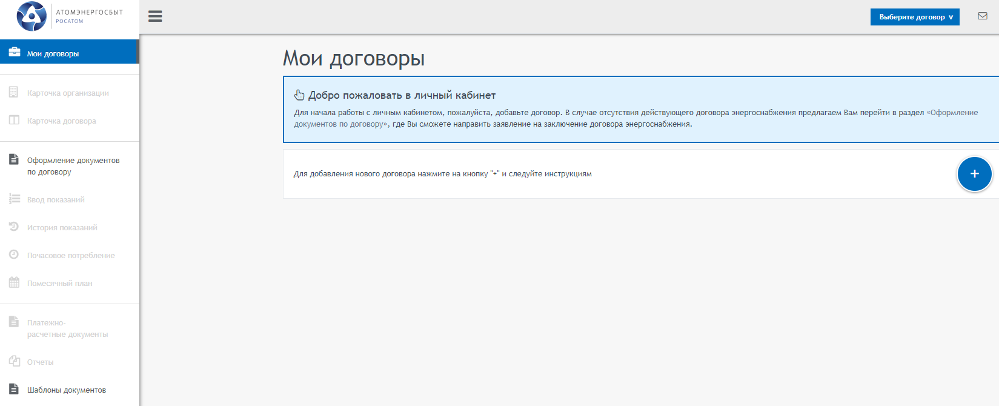 АТОМЭНЕРГОСБЫТ
РОСАТОМ
Выберите договор v
Мои договоры
Карточка организации
Карточка договора
Оформление документов
по договору
Ввод показаний
История показаний
Почасовое потребление
Помесячный план
Платежно-
расчетные документы
Отчеты
Шаблоны документов
Мои договоры
Добро пожаловать в личный кабинет
Для начала работы с личным кабинетом, пожалуйста, добавьте договор. В случае отсутствия действующего договора энергоснабжения предлагаем Вам перейти в раздел «Оформление
документов по договору», где Вы сможете направить заявление на заключение договора энергоснабжения.
Для добавления нового договора нажмите на кнопку "+" и следуйте инструкциям
+